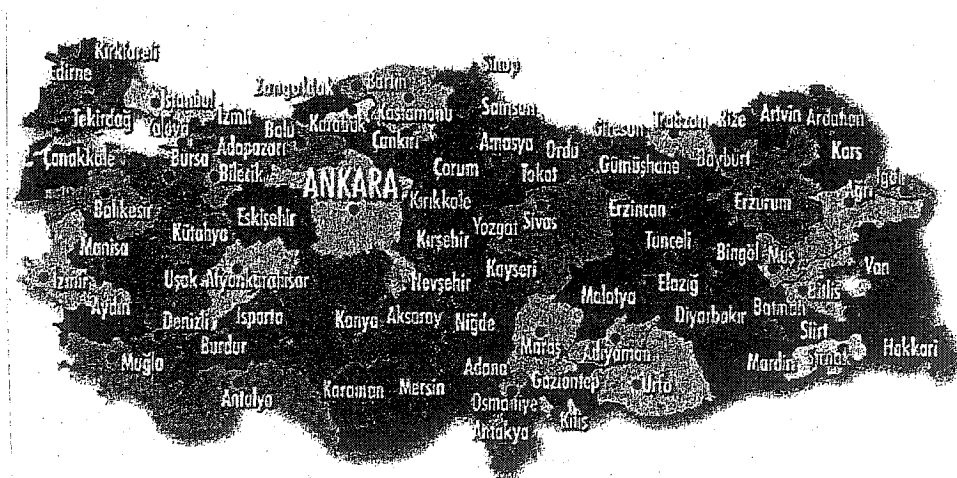 Kırklareli
Edirne
Tekirdağ
İstanbul
Yalova
İzmit
Adapazarı
Bolu
Zonguldak
Bartın
Karabük
Kastamonu
Sinop
Samsun
Çankırı
Amasya
Ordu
Giresun
Trabzon
Rize
Artvin
Ardahan
Kars
Çanakkale
Bursa
Bilecik
ANKARA
Çorum
Tokat
Gümüşhane
Bayburt
Iğdır
Ağrı
Balıkesir
Kütahya
Eskişehir
Kırıkkale
Yozgat
Sivas
Erzincan
Erzurum
Manisa
Kırşehir
Tunceli
Bingöl
Muş
Van
İzmir
Uşak
Afyonkarahisar
Nevşehir
Kayseri
Malatya
Elazığ
Bitlis
Aydın
Denizli
Isparta
Konya
Aksaray
Niğde
Diyarbakır
Batman
Siirt
Muğla
Burdur
Maraş
Adıyaman
Mardin
Şırnak
Hakkari
Antalya
Karaman
Mersin
Adana
Osmaniye
Gaziantep
Urfa
Kilis
Antakya